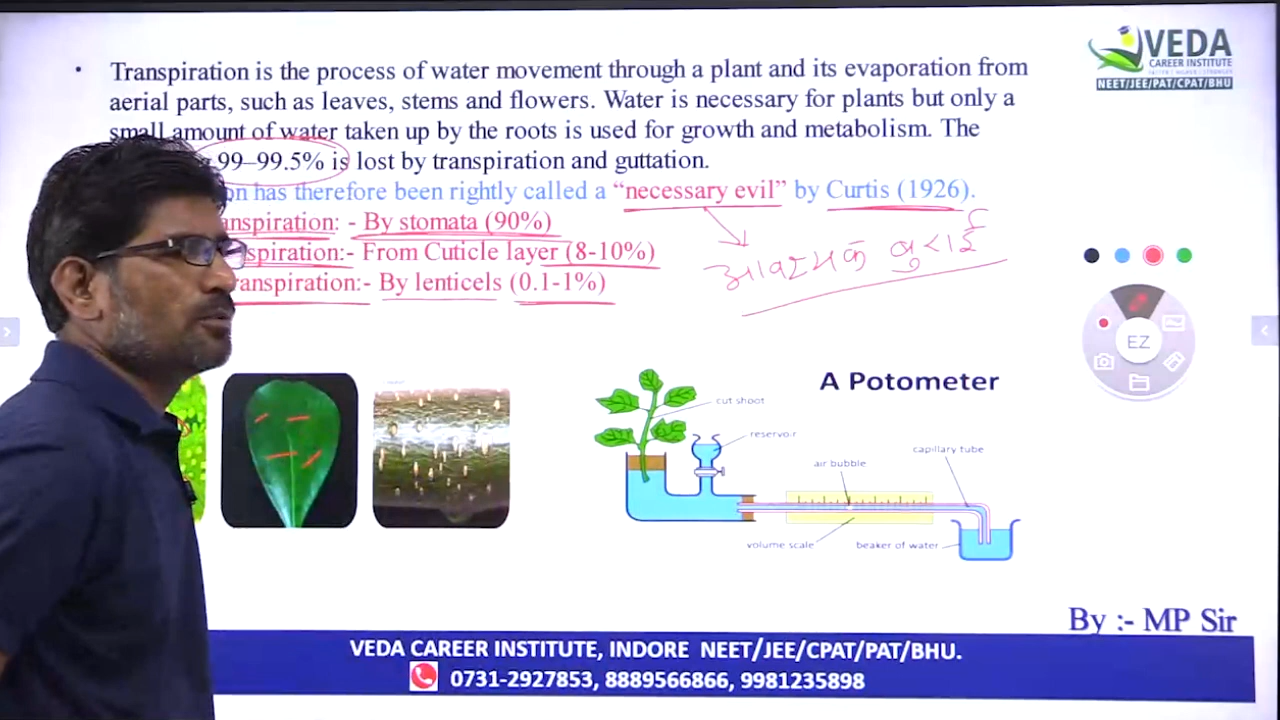 VEDA
CAREER INSTITUTE
NEET/JEE/PAT/CPAT/BHU
• Transpiration is the process of water movement through a plant and its evaporation from
aerial parts, such as leaves, stems and flowers. Water is necessary for plants but only a
small amount of water taken up by the roots is used for growth and metabolism. The
99–99.5% is lost by transpiration and guttation.
on has therefore been rightly called a “necessary evil” by Curtis (1926).
anspiration: - By stomata (90%)
spiration:- From Cuticle layer (8-10%)
ranspiration:- By lenticels (0.1-1%)
आवश्यक बुराई
EZ
A Potometer
cut shoot
reservoir
air bubble
capillary tube
volume scale
beaker of water
By :- MP Sir
VEDA CAREER INSTITUTE, INDORE NEET/JEE/CPAT/PAT/BHU.
0731-2927853, 8889566866, 9981235898